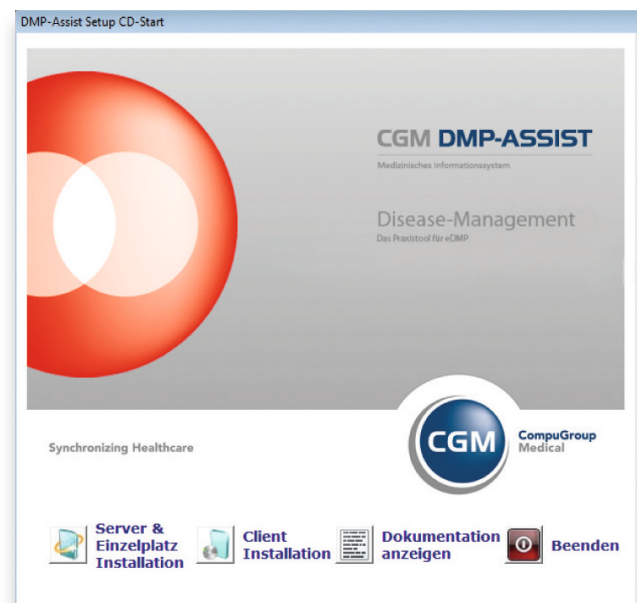 DMP-Assist Setup CD-Start
CGM DMP-ASSIST
Medizinisches Informationssystem
Disease-Management
Das Praxistool für eDMP
Synchronizing Healthcare
CGM
CompuGroup
Medical
Server &
Einzelplatz
Installation
Client
Installation
Dokumentation
anzeigen
Beenden